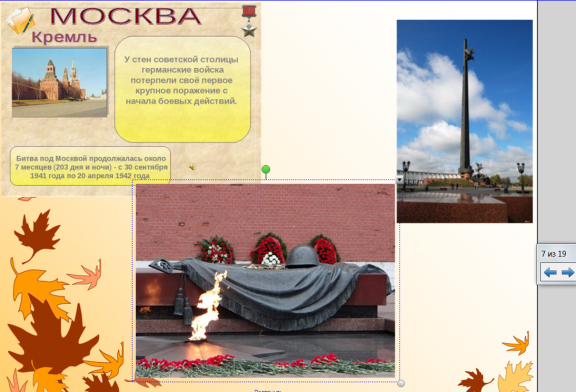 МОСКВА
Кремль
У стен советской столицы
германские войска
потерпели своё первое
крупное поражение с
начала боевых действий.
Битва под Москвой продолжалась около
7 месяцев (203 дня и ночи) - с 30 сентября
1941 года по 20 апреля 1942 года
7 из 19